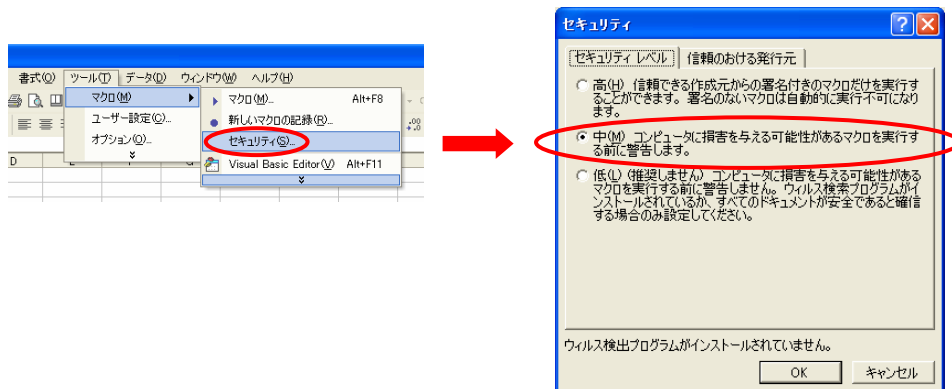 書式(O) ツール(T) データ(D) ウィンドウ(W) ヘルプ(H)
マクロ(M)
ユーザー設定(C)...
オプション(O)...
マクロ(M)... Alt+F8
新しいマクロの記録(R)...
セキュリティ(S)...
Visual Basic Editor(V) Alt+F11
D
セキュリティ
セキュリティ レベル 信頼のおける発行元
高(H) 信頼できる作成元からの署名付きのマクロだけを実行す
ることができます。署名のないマクロは自動的に実行不可になり
ます。
中(M) コンピュータに損害を与える可能性があるマクロを実行す
る前に警告します。
低(L) (推奨しません) コンピュータに損害を与える可能性がある
マクロを実行する前に警告しません。ウィルス検索プログラムがイ
ンストールされているか、すべてのドキュメントが安全であると確信
する場合のみ設定してください。
ウィルス検出プログラムがインストールされていません。
OK キャンセル